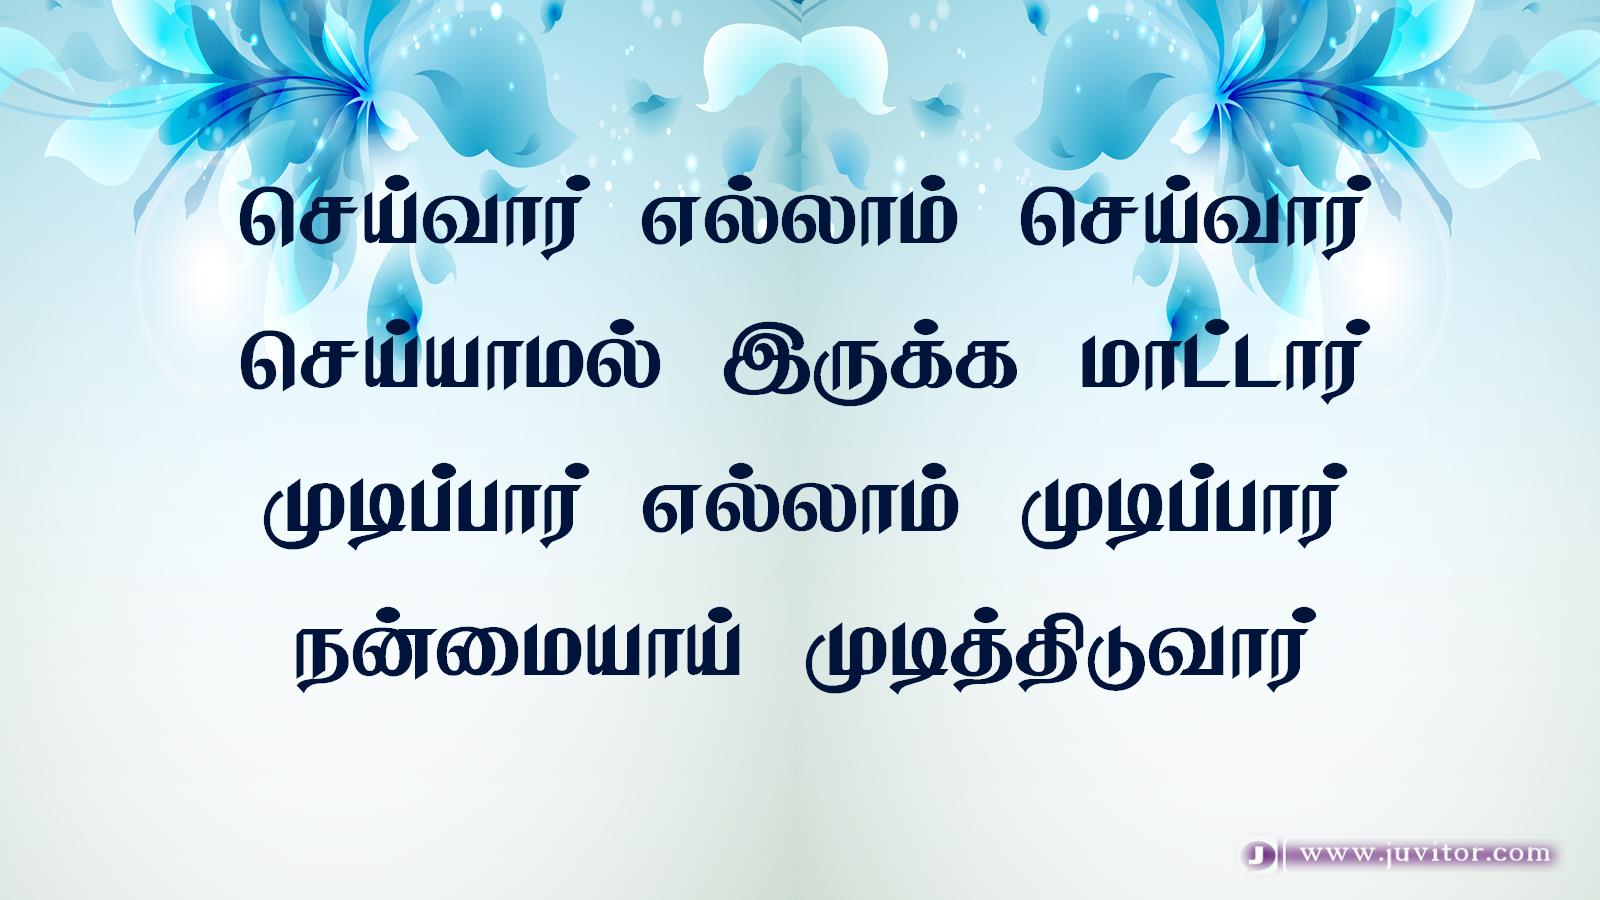 செய்வார் எல்லாம் செய்வார்
செய்யாமல் இருக்க மாட்டார்
முடிப்பார் எல்லாம் முடிப்பார்
நன்மையாய் முடித்திடுவார்
J www.juvitor.com